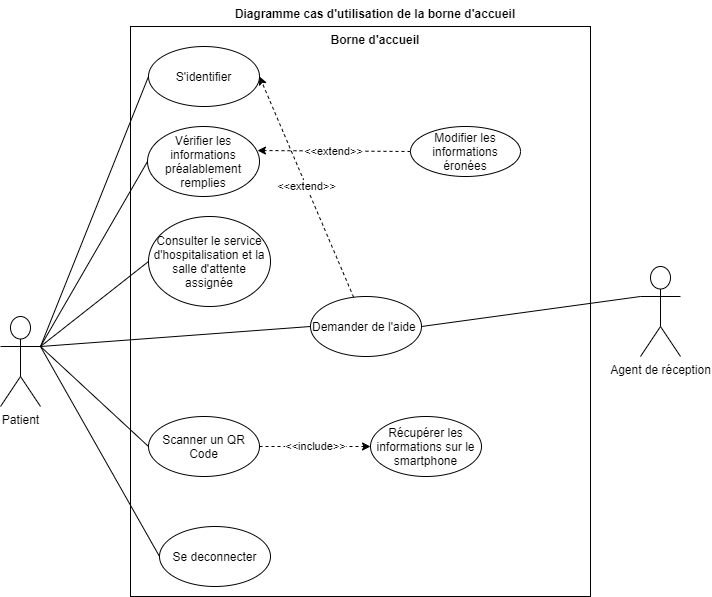 Diagramme cas d'utilisation de la borne d'accueil
Borne d'accueil
S'identifier
Vérifier les
informations
préalablement
remplies
<<extend>>
Modifier les
informations
éronées
<<extend>>
Consulter le service
d'hospitalisation et la
salle d'attente
assignée
Demander de l'aide
Agent de réception
Patient
Scanner un QR
Code
<<include>>
Récupérer les
informations sur le
smartphone
Se deconnecter